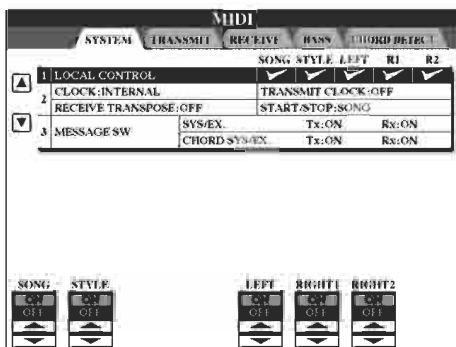 MIDI
SYSTEM TRANSMIT RECEIVE BASS CHORD DETECT
SONG STYLE LEFT R1 R2
1 LOCAL CONTROL
2 CLOCK:INTERNAL TRANSMIT CLOCK:OFF
RECEIVE TRANSPOSE:OFF START/STOP:SONG
3 MESSAGE SW SYS/EX. Tx:ON Rx:ON
CHORD SYS/EX. Tx:ON Rx:ON
SONG STYLE LEFT RIGHT1 RIGHT2
ON ON ON ON ON
OFF OFF OFF OFF OFF